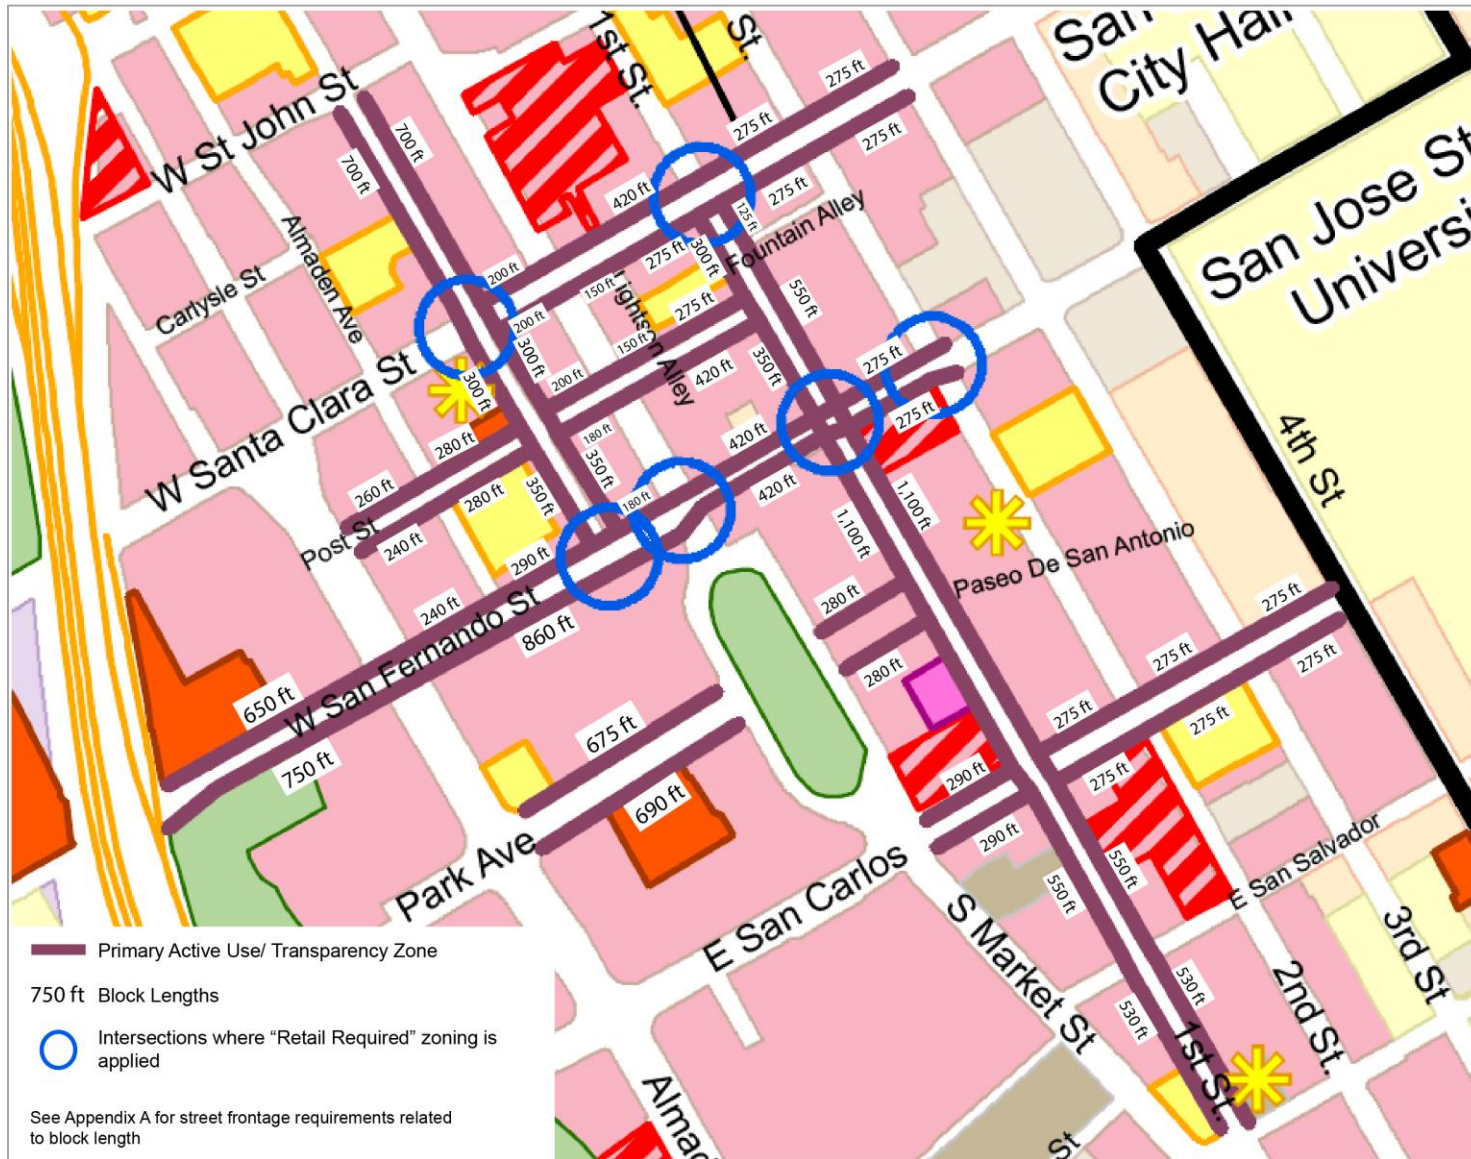 1st St.
St.
San
City Hall
W St John St
700 ft
700 ft
275 ft
275 ft
275 ft
275 ft
420 ft
125 ft
Fountain Alley
San Jose St
Universi
Almaden Ave
Carlysle St
200 ft
275 ft
300 ft
150 ft
200 ft
275 ft
550 ft
300 ft
150 ft
350 ft
275 ft
W Santa Clara St
300 ft
200 ft
420 ft
Alley
275 ft
180 ft
420 ft
280 ft
350 ft
420 ft
4th St
260 ft
280 ft
350 ft
180 ft
1,100 ft
1,100 ft
Post St
240 ft
290 ft
Paseo De San Antonio
240 ft
W San Fernando St
860 ft
280 ft
275 ft
280 ft
275 ft
275 ft
650 ft
275 ft
275 ft
675 ft
750 ft
290 ft
275 ft
690 ft
290 ft
Park Ave
E San Carlos
550 ft
550 ft
E San Salvador
S Market St
3rd St
2nd St.
530 ft
530 ft
1st St.
Primary Active Use/ Transparency Zone
750 ft Block Lengths
Intersections where “Retail Required” zoning is
applied
See Appendix A for street frontage requirements related
to block length
Almad
St